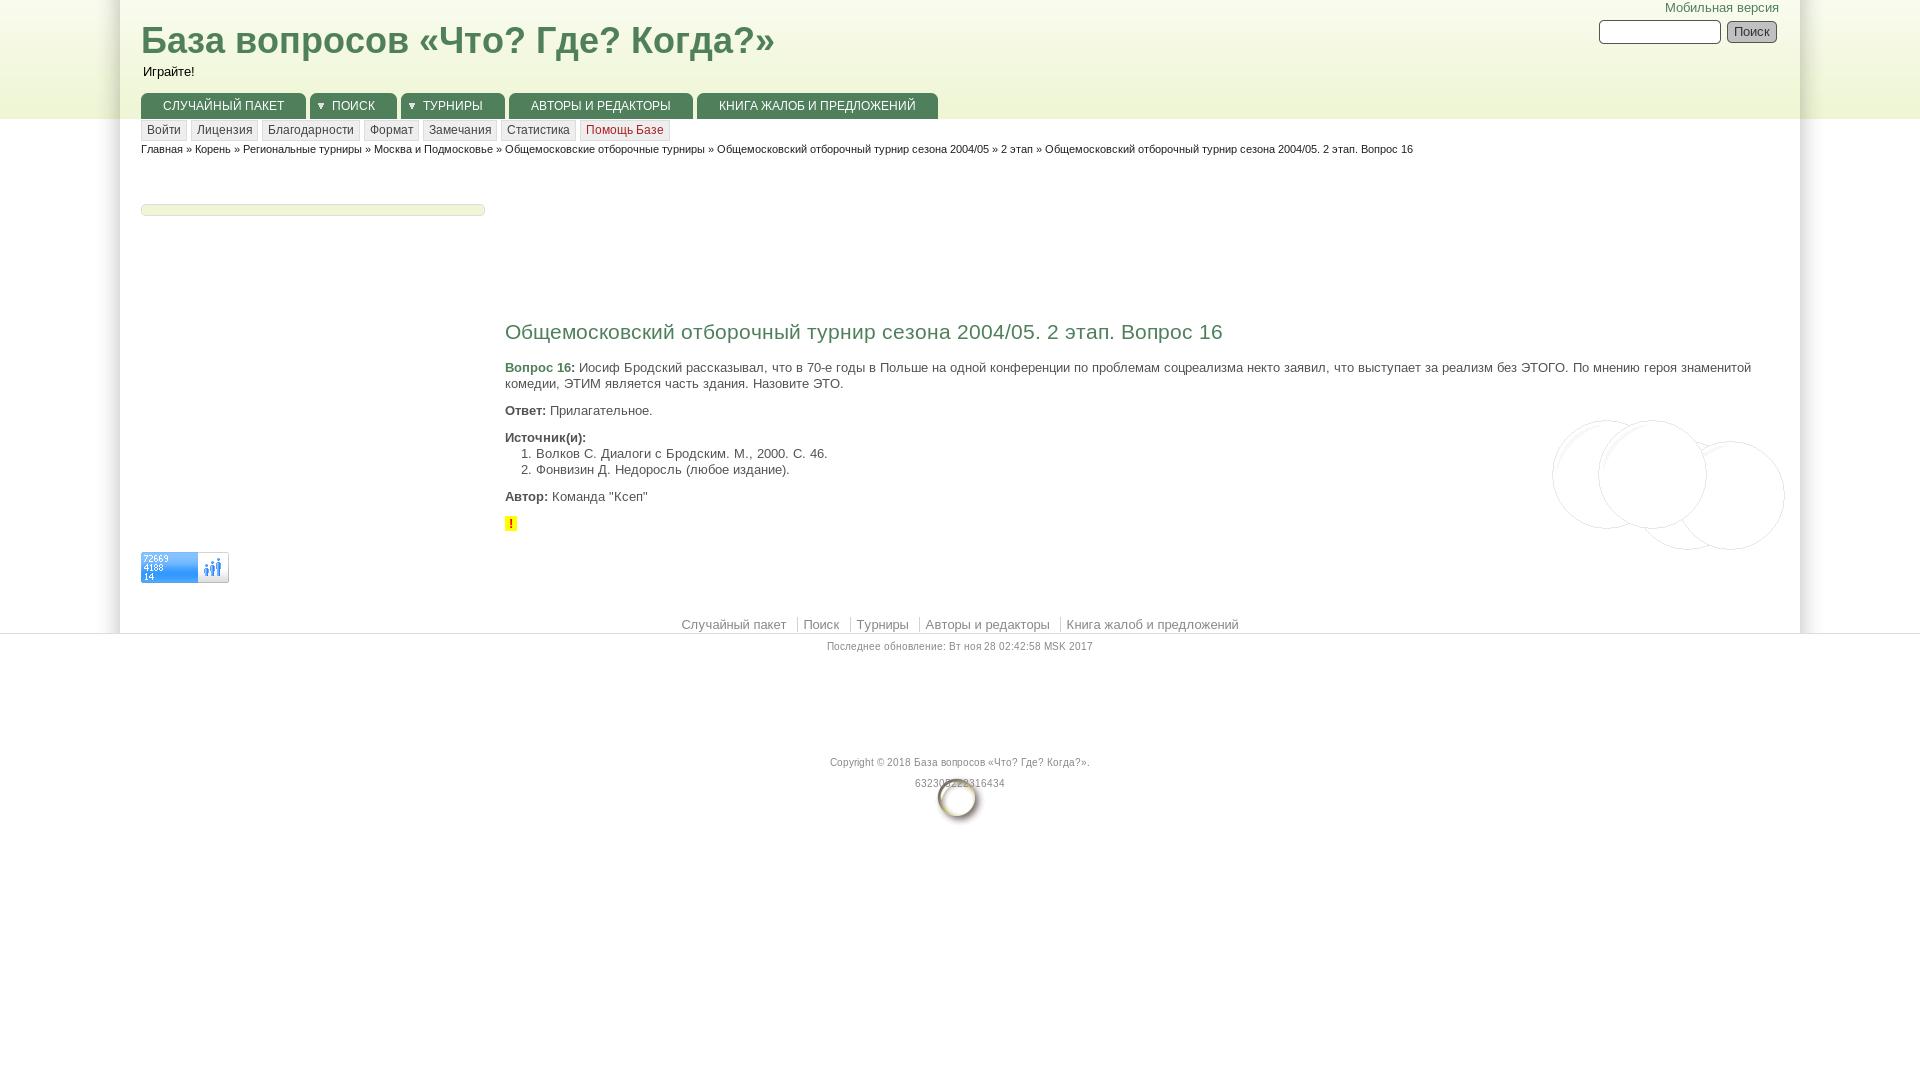 Мобильная версия
База вопросов «Что? Где? Когда?»
Поиск
Играйте!
СЛУЧАЙНЫЙ ПАКЕТ ПОИСК ТУРНИРЫ АВТОРЫ И РЕДАКТОРЫ КНИГА ЖАЛОБ И ПРЕДЛОЖЕНИЙ
Войти Лицензия Благодарности Формат Замечания Статистика Помощь Базе
Главная » Корень » Региональные турниры » Москва и Подмосковье » Общемосковские отборочные турниры » Общемосковский отборочный турнир сезона 2004/05 » 2 этап » Общемосковский отборочный турнир сезона 2004/05. 2 этап. Вопрос 16
Общемосковский отборочный турнир сезона 2004/05. 2 этап. Вопрос 16
Вопрос 16: Иосиф Бродский рассказывал, что в 70-е годы в Польше на одной конференции по проблемам соцреализма некто заявил, что выступает за реализм без ЭТОГО. По мнению героя знаменитой
комедии, ЭТИМ является часть здания. Назовите ЭТО.
Ответ: Прилагательное.
Источник(и):
1. Волков С. Диалоги с Бродским. М., 2000. С. 46.
2. Фонвизин Д. Недоросль (любое издание).
Автор: Команда "Ксеп"
!
72669
4188
14
Случайный пакет Поиск Турниры Авторы и редакторы Книга жалоб и предложений
Последнее обновление: Вт ноя 28 02:42:58 MSK 2017
Copyright © 2018 База вопросов «Что? Где? Когда?».